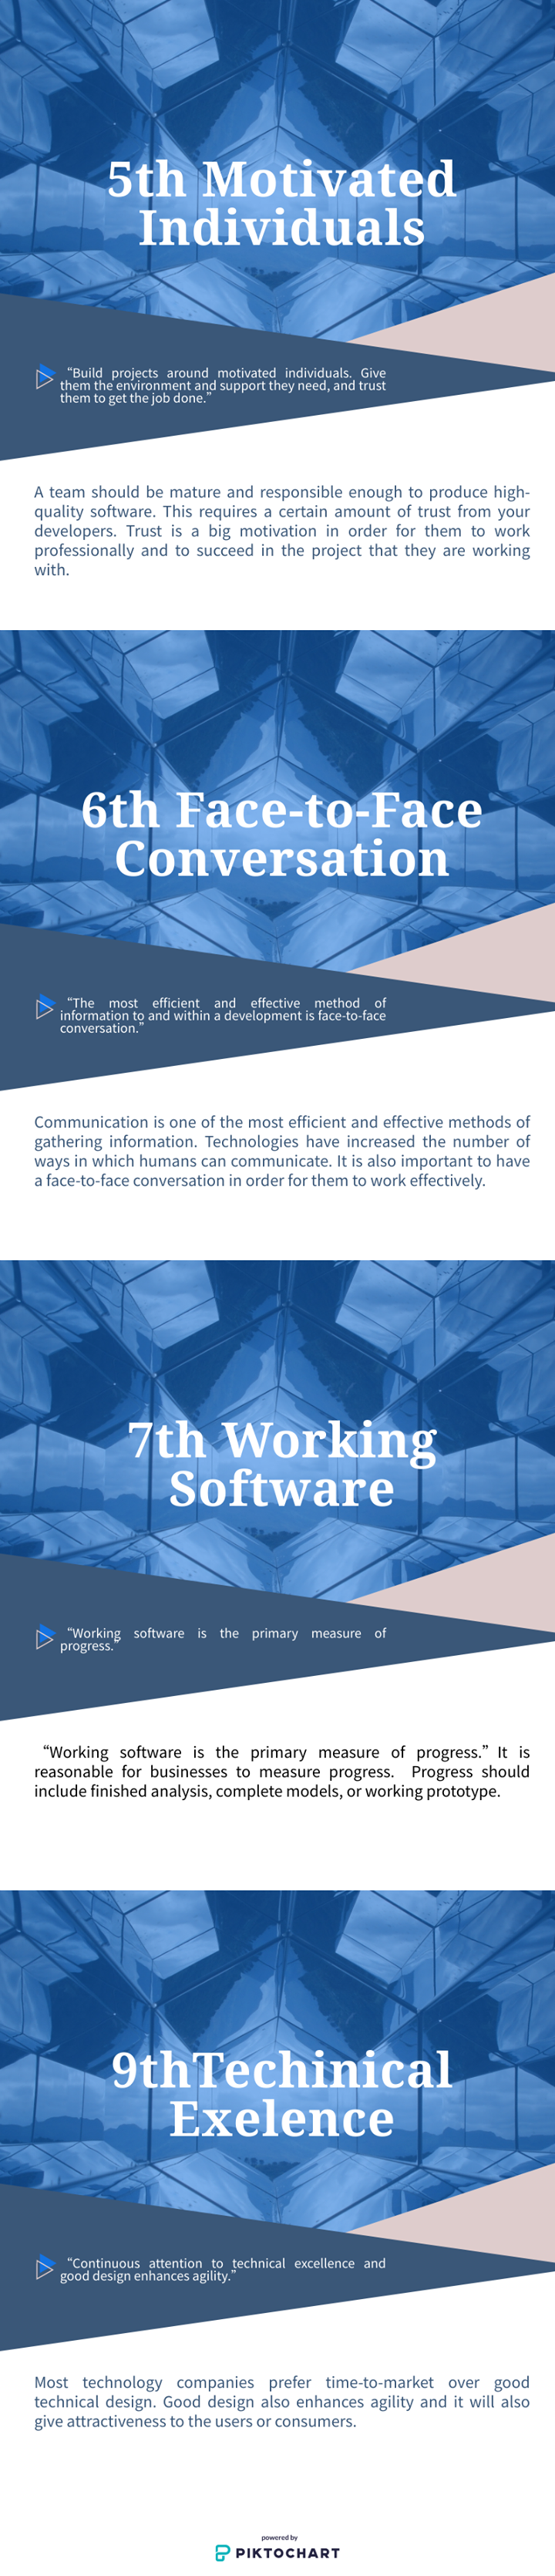 5th Motivated
Individuals
“Build projects around motivated individuals. Give
them the environment and support they need, and trust
them to get the job done.”
A team should be mature and responsible enough to produce high-
quality software. This requires a certain amount of trust from your
developers. Trust is a big motivation in order for them to work
professionally and to succeed in the project that they are working
with.
6th Face-to-Face
Conversation
“The most efficient and effective method of
information to and within a development is face-to-face
conversation.”
Communication is one of the most efficient and effective methods of
gathering information. Technologies have increased the number of
ways in which humans can communicate. It is also important to have
a face-to-face conversation in order for them to work effectively.
7th Working
Software
“Working software is the primary measure of
progress.”
“Working software is the primary measure of progress.” It is
reasonable for businesses to measure progress. Progress should
include finished analysis, complete models, or working prototype.
9thTechinical
Exelence
“Continuous attention to technical excellence and
good design enhances agility.”
Most technology companies prefer time-to-market over good
technical design. Good design also enhances agility and it will also
give attractiveness to the users or consumers.
powered by
PIKTOCHART